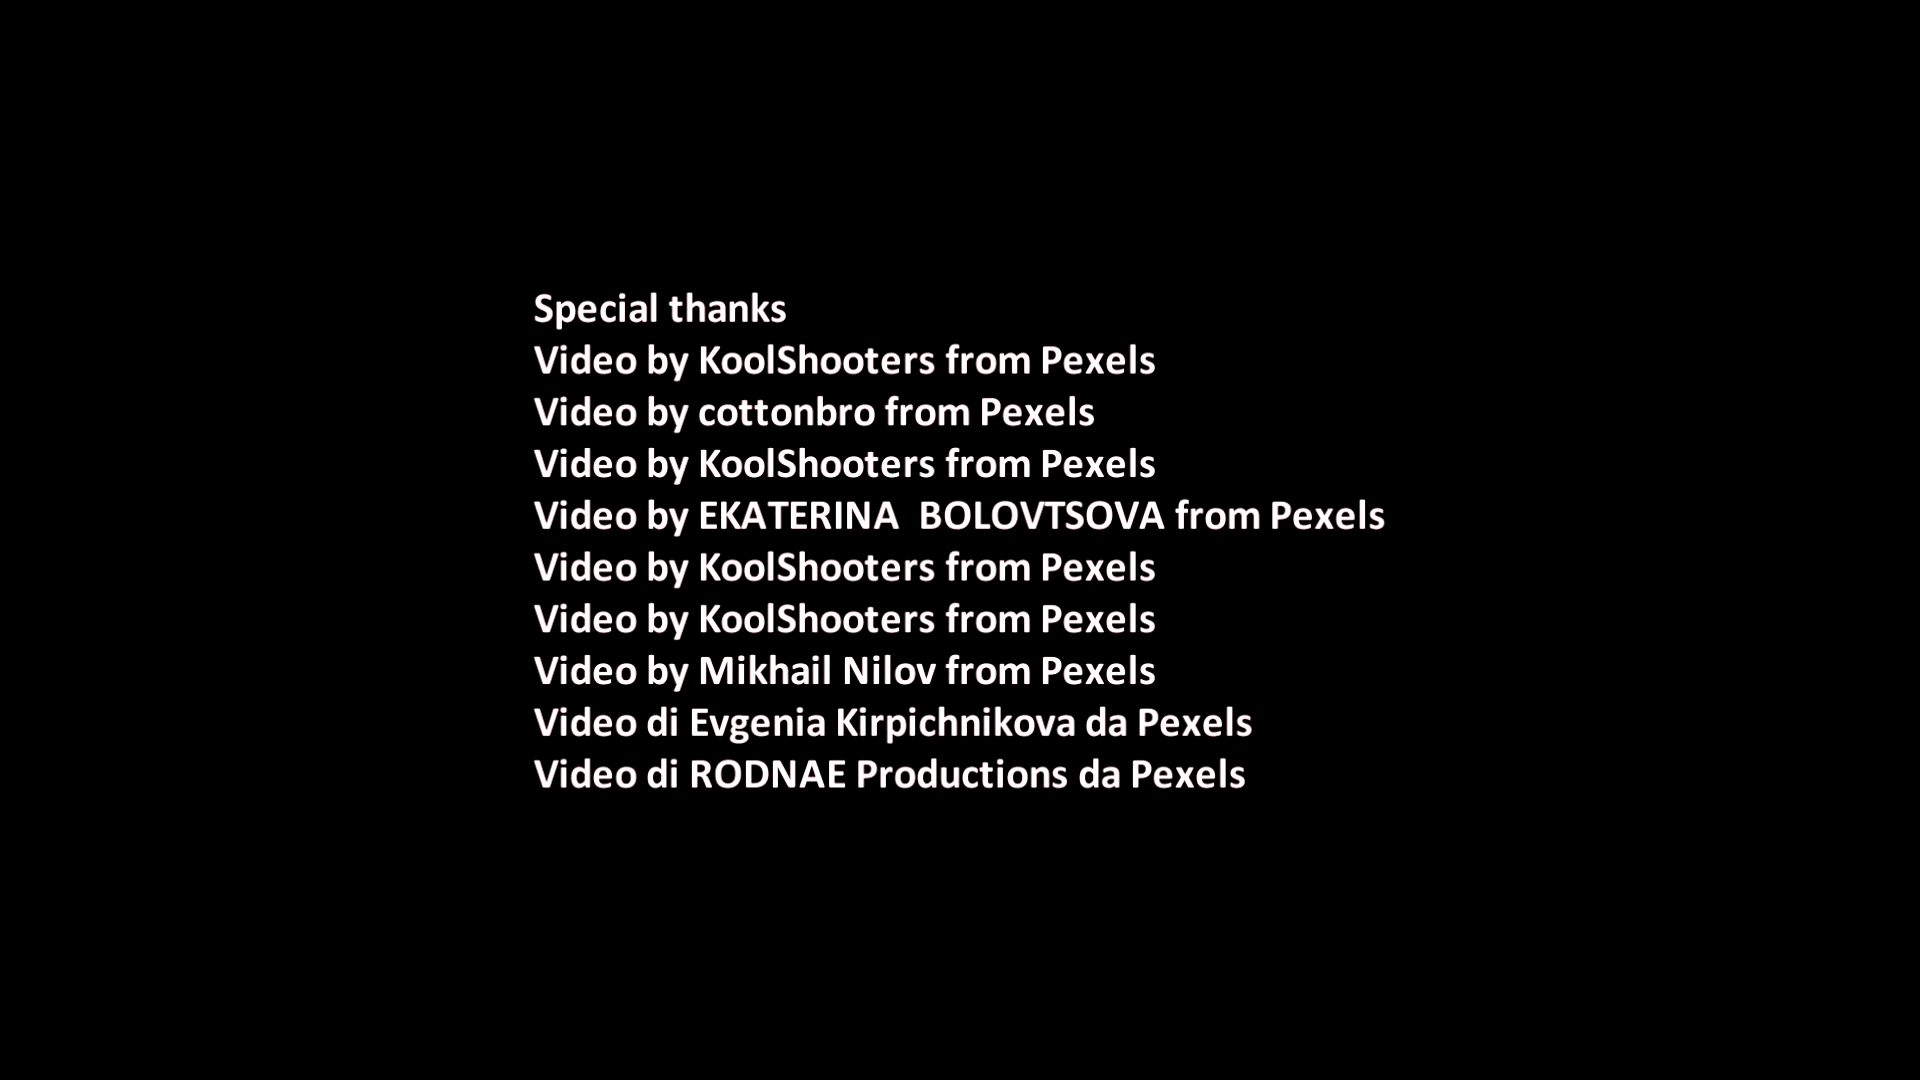 Special thanks
Video by KoolShooters from Pexels
Video by cottonbro from Pexels
Video by KoolShooters from Pexels
Video by EKATERINA  BOLOVTSOVA from Pexels
Video by KoolShooters from Pexels
Video by KoolShooters from Pexels
Video by Mikhail Nilov from Pexels
Video di Evgenia Kirpichnikova da Pexels
Video di RODNAE Productions da Pexels